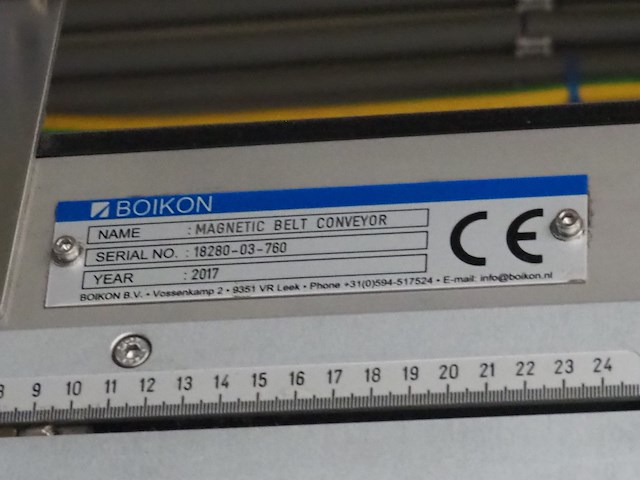 BOIKON
NAME : MAGNETIC BELT CONVEYOR
SERIAL NO. : 18280-03-760
YEAR : 2017
CE
BOIKON B.V. • Vossenkamp 2 • 9351 VR Leek • Phone +31(0)594-517524 • E-mail: info@boikon.nl
8 9 10 11 12 13 14 15 16 17 18 19 20 21 22 23 24